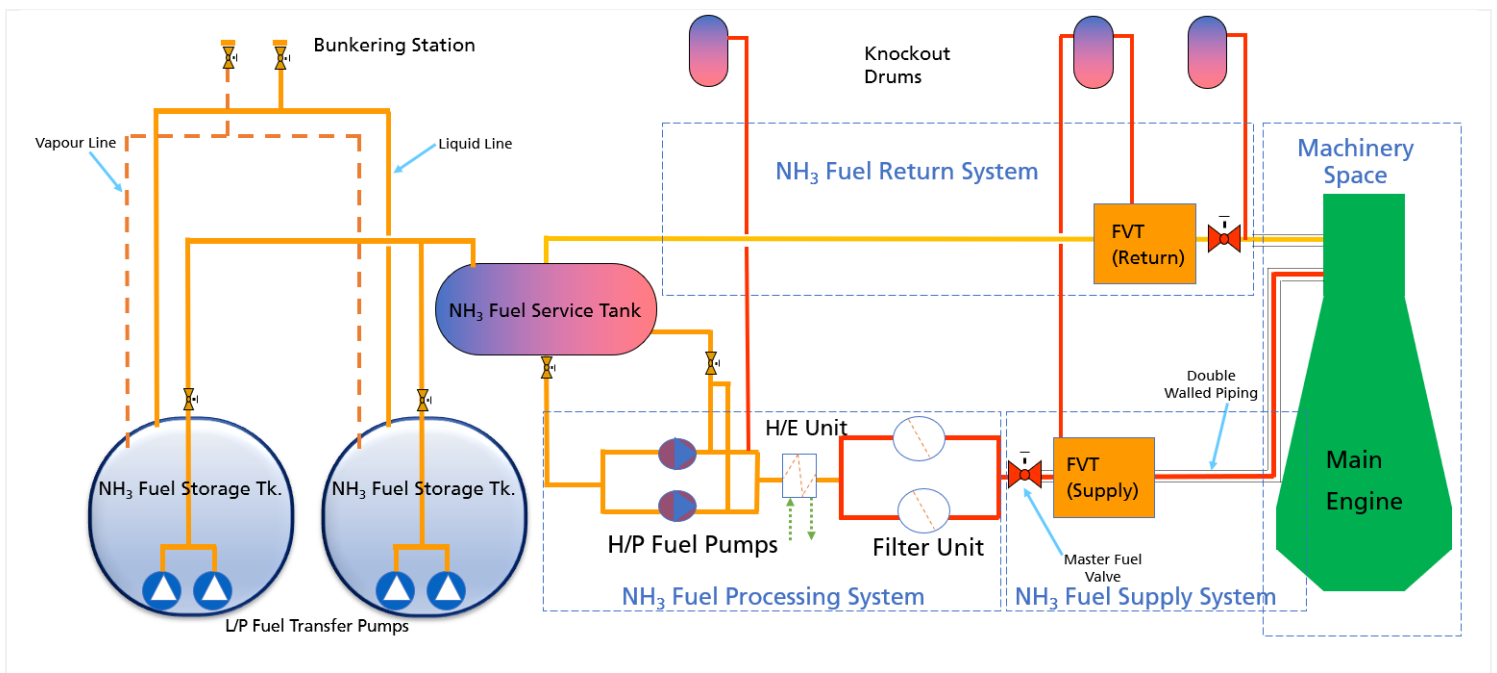 Bunkering Station
Knockout
Drums
Vapour Line
Liquid Line
NH₃ Fuel Return System
Machinery
Space
FVT
(Return)
NH₃ Fuel Service Tank
Double
Walled Piping
H/E Unit
NH₃ Fuel Storage Tk.
NH₃ Fuel Storage Tk.
FVT
(Supply)
Main
Engine
H/P Fuel Pumps
Filter Unit
Master Fuel
Valve
NH₃ Fuel Processing System
NH₃ Fuel Supply System
L/P Fuel Transfer Pumps